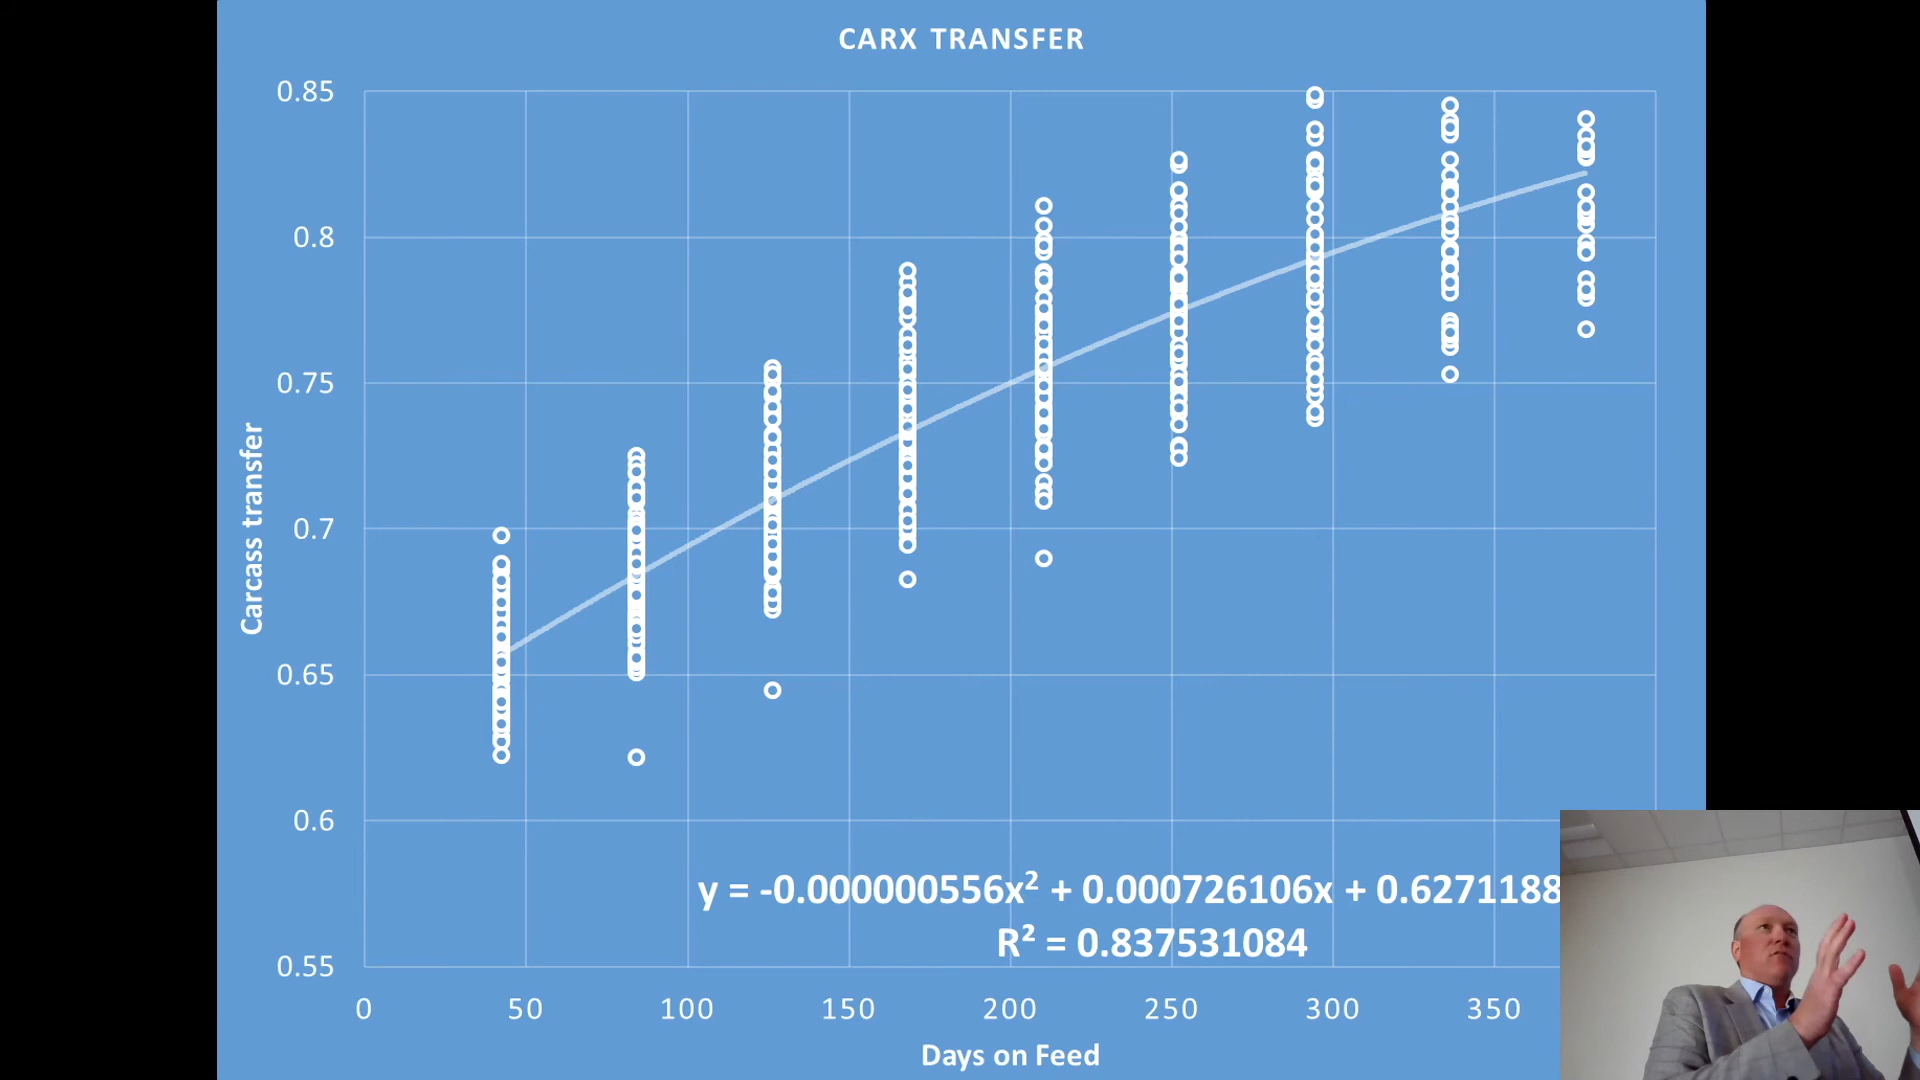 CARX TRANSFER
0.85
0.8
0.75
0.7
0.65
0.6
0.55
Carcass transfer
y = -0.000000556x² + 0.000726106x + 0.6271188
R² = 0.837531084
0 50 100 150 200 250 300 350
Days on Feed